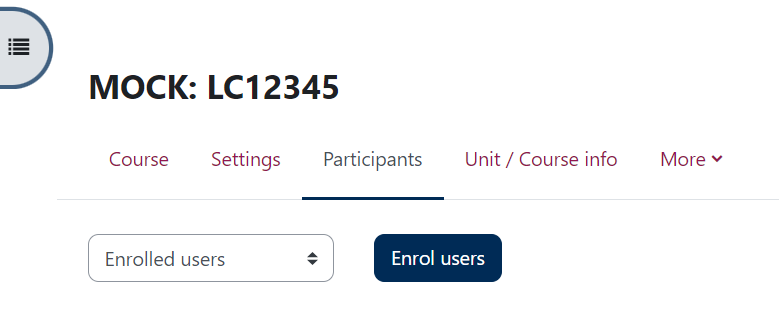 MOCK: LC12345
Course Settings Participants Unit / Course info More
Enrolled users Enrol users